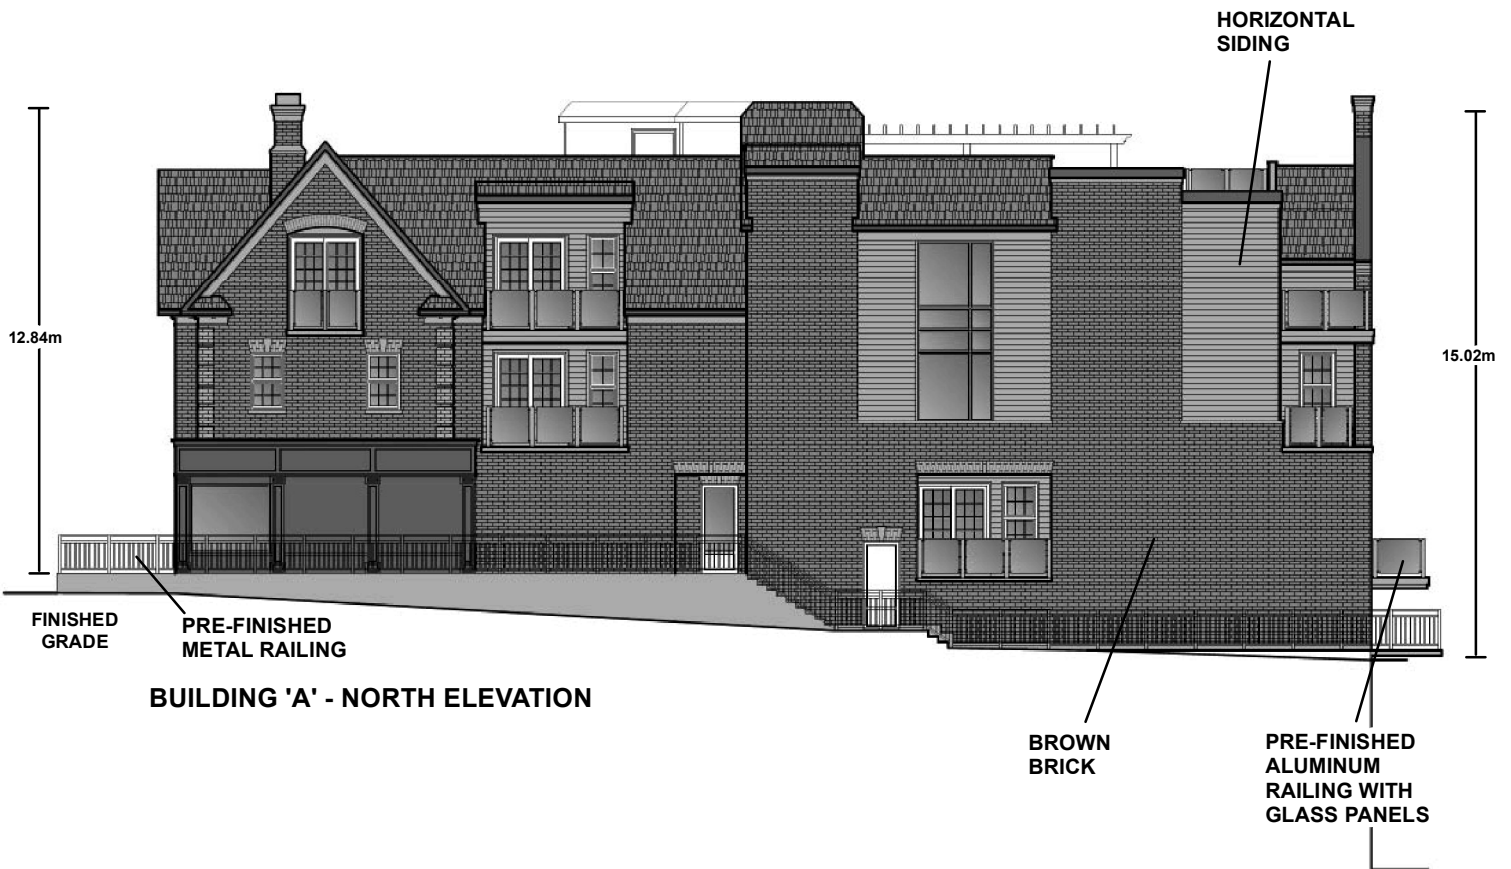 HORIZONTAL
SIDING
12.84m
15.02m
FINISHED
GRADE
PRE-FINISHED
METAL RAILING
BUILDING 'A' - NORTH ELEVATION
BROWN
BRICK
PRE-FINISHED
ALUMINUM
RAILING WITH
GLASS PANELS